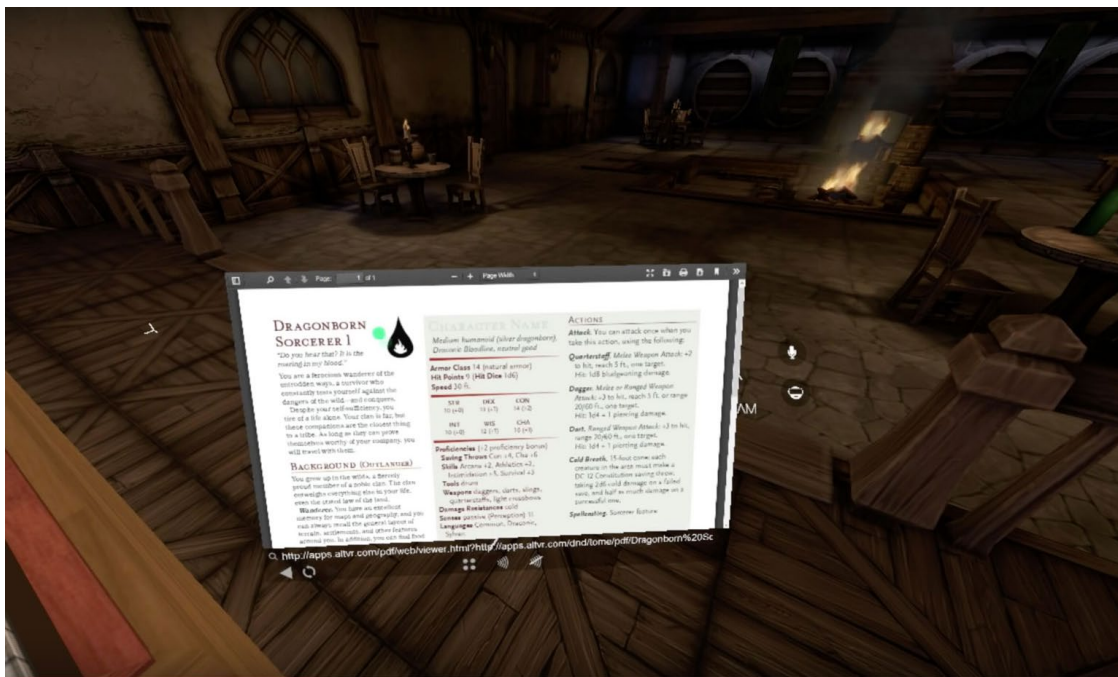 Page: 1 of 1
Page Width
DRAGONBORN
SORCERER 1
"Do you hear that? It is the
roaring in my blood."
You are a ferocious wanderer of the
untrodden ways, a survivor who
constantly tests yourself against the
dangers of the wild - and conquers.
Despite your self-sufficiency, you
tire of a life alone. Your clan is far, but
these companions are the closest thing
to a tribe. As long as they can prove
themselves worthy of your company, you
will travel with them.
BACKGROUND (OUTLANDER)
You grew up in the wilds, a fiercely
proud member of a noble clan. The clan
outweighs everything else in your life,
even the stated law of the land.
Wanderer. You have an excellent
memory for maps and geography, and you
can always recall the general layout of
terrain, settlements, and other features
around you. In addition, you can find food
CHARACTER NAME
Medium humanoid (silver dragonborn),
Draconic Bloodline, neutral good
Armor Class 14 (natural armor)
Hit Points 9 (Hit Dice 1d6)
Speed 30 ft.
STR DEX CON
10 (+0) 14 (+2)
INT WIS CHA
10 (+0)
Proficiencies (+2 proficiency bonus)
Saving Throws Con +4, Cha
Skills Arcana +2, Athletics +2,
Intimidation Survival +3
Tools drum
Weapons daggers, darts, slings,
quarterstaffs, light crossbows
Damage Resistances cold
Senses passive (Perception)
Languages Common, Draconic,
Sylvan
ACTIONS
Attack: You can attack once when you
take this action, using the following:
Quarterstaff. Melee Weapon Attack: +2
to hit, reach 5 ft., one target.
Hit: 1d8 bludgeoning damage.
Dagger. Melee or Ranged Weapon
Attack: +3 to hit, reach 5 ft. or range
20/60 ft., one target.
Hit: 1d4 + 1 piercing damage.
Dart. Ranged Weapon Attack: +3 to hit,
range 20/60 ft., one target.
Hit: 1d4 + 1 piercing damage.
Cold Breath. 15-foot cone; each
creature in the area must make a
DC 12 Constitution saving throw,
taking 2d6 cold damage on a failed
save, and half as much damage on a
successful one.
Spellcasting. Sorcerer feature
AM
http://apps.altvr.com/pdf/web/viewer.html?http://apps.altvr.com/dnd/tome/pdf/Dragonborn%20Sc